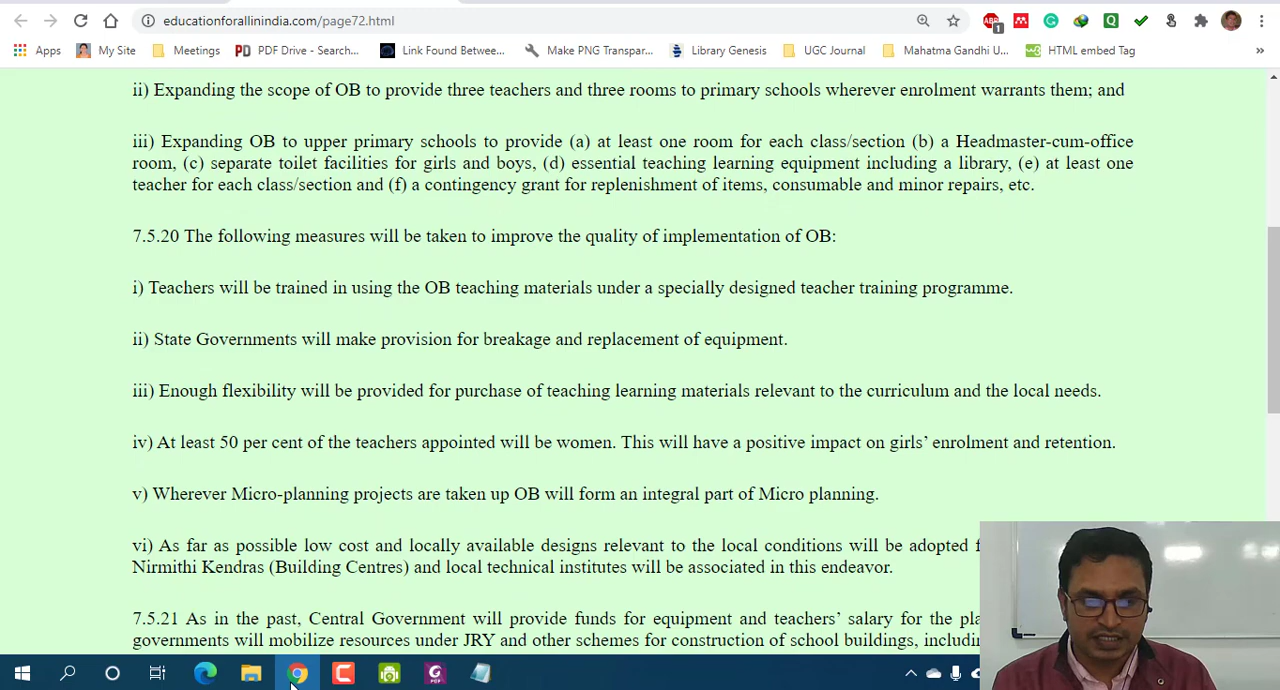 educationforallinindia.com/page72.html
1
Apps
My Site
Meetings
PD PDF Drive - Search...
Link Found Betwee...
Make PNG Transpar...
Library Genesis
UGC Journal
Mahatma Gandhi U...
HTML embed Tag
»
ii) Expanding the scope of OB to provide three teachers and three rooms to primary schools wherever enrolment warrants them; and
iii) Expanding OB to upper primary schools to provide (a) at least one room for each class/section (b) a Headmaster-cum-office
room, (c) separate toilet facilities for girls and boys, (d) essential teaching learning equipment including a library, (e) at least one
teacher for each class/section and (f) a contingency grant for replenishment of items, consumable and minor repairs, etc.
7.5.20 The following measures will be taken to improve the quality of implementation of OB:
i) Teachers will be trained in using the OB teaching materials under a specially designed teacher training programme.
ii) State Governments will make provision for breakage and replacement of equipment.
iii) Enough flexibility will be provided for purchase of teaching learning materials relevant to the curriculum and the local needs.
iv) At least 50 per cent of the teachers appointed will be women. This will have a positive impact on girls’ enrolment and retention.
v) Wherever Micro-planning projects are taken up OB will form an integral part of Micro planning.
vi) As far as possible low cost and locally available designs relevant to the local conditions will be adopted
Nirmithi Kendras (Building Centres) and local technical institutes will be associated in this endeavor.
7.5.21 As in the past, Central Government will provide funds for equipment and teachers’ salary for the
governments will mobilize resources under JRY and other schemes for construction of school buildings,